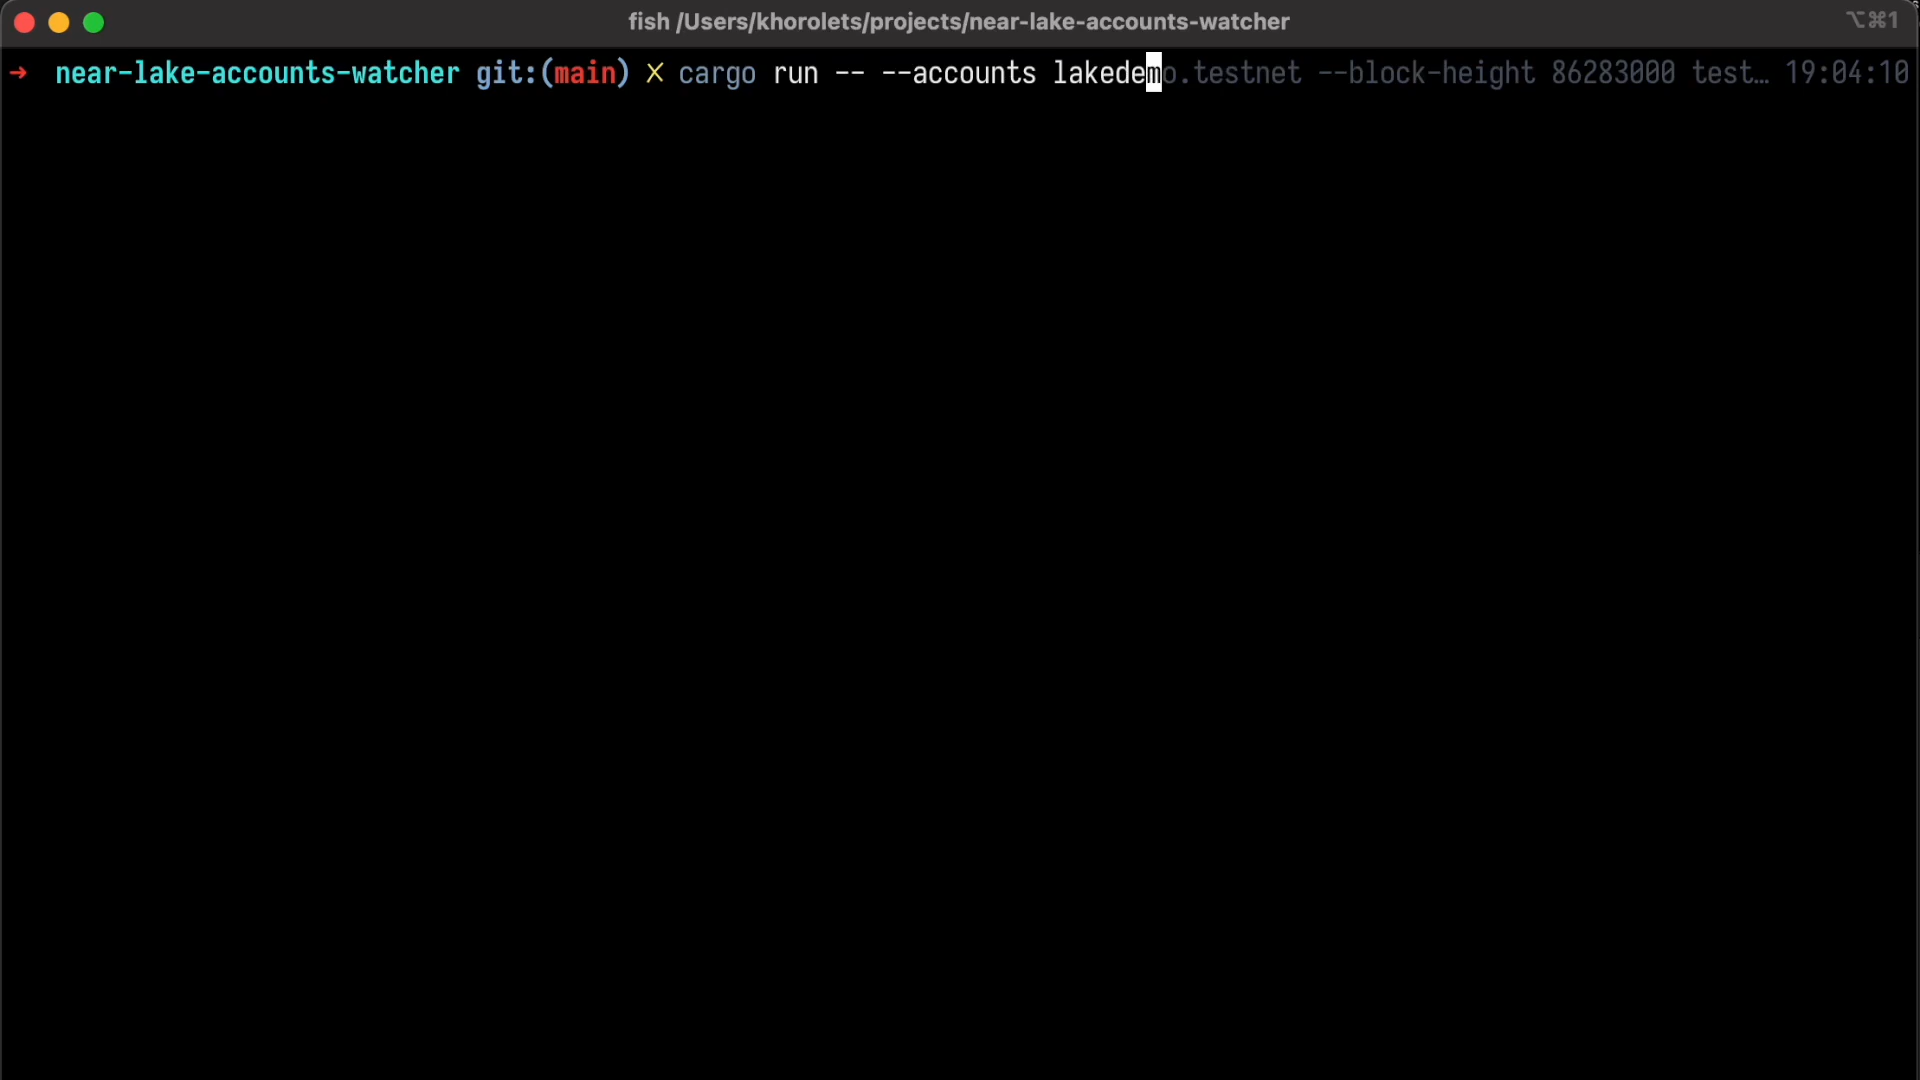 fish /Users/khorolets/projects/near-lake-accounts-watcher ⌥⌘1
➜ near-lake-accounts-watcher git:(main) ✗ cargo run -- --accounts lakedemo.testnet --block-height 86283000 test… 19:04:10